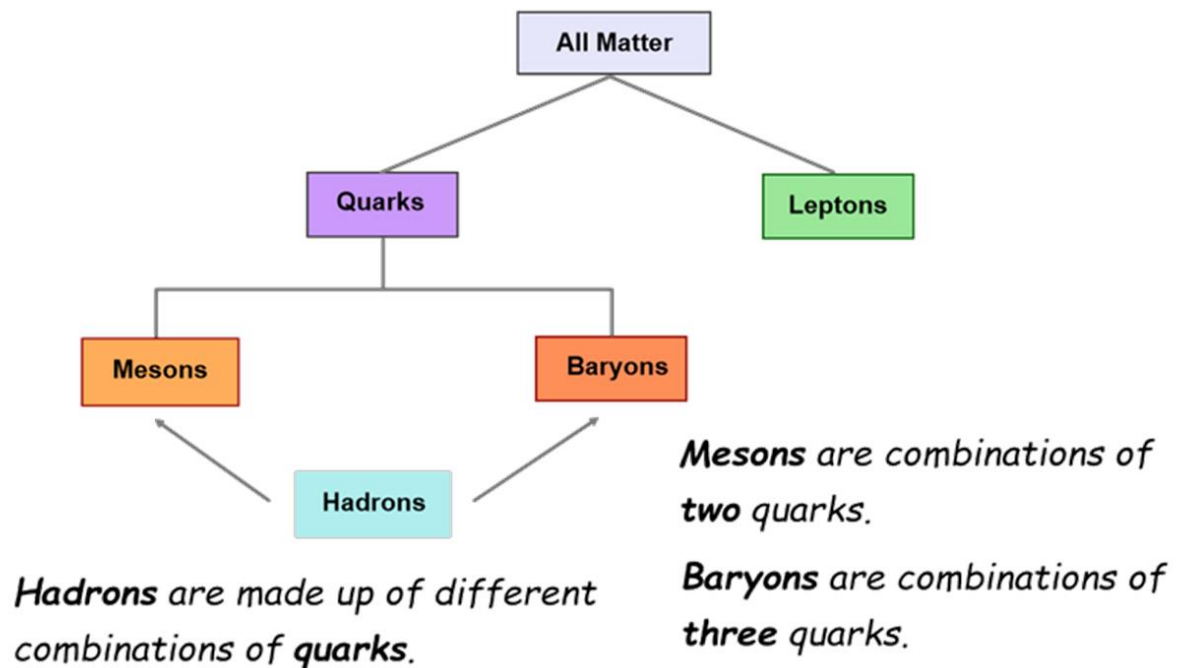 All Matter
Quarks
Leptons
Mesons
Baryons
Hadrons
Mesons are combinations of
two quarks.
Baryons are combinations of
three quarks.
Hadrons are made up of different
combinations of quarks.